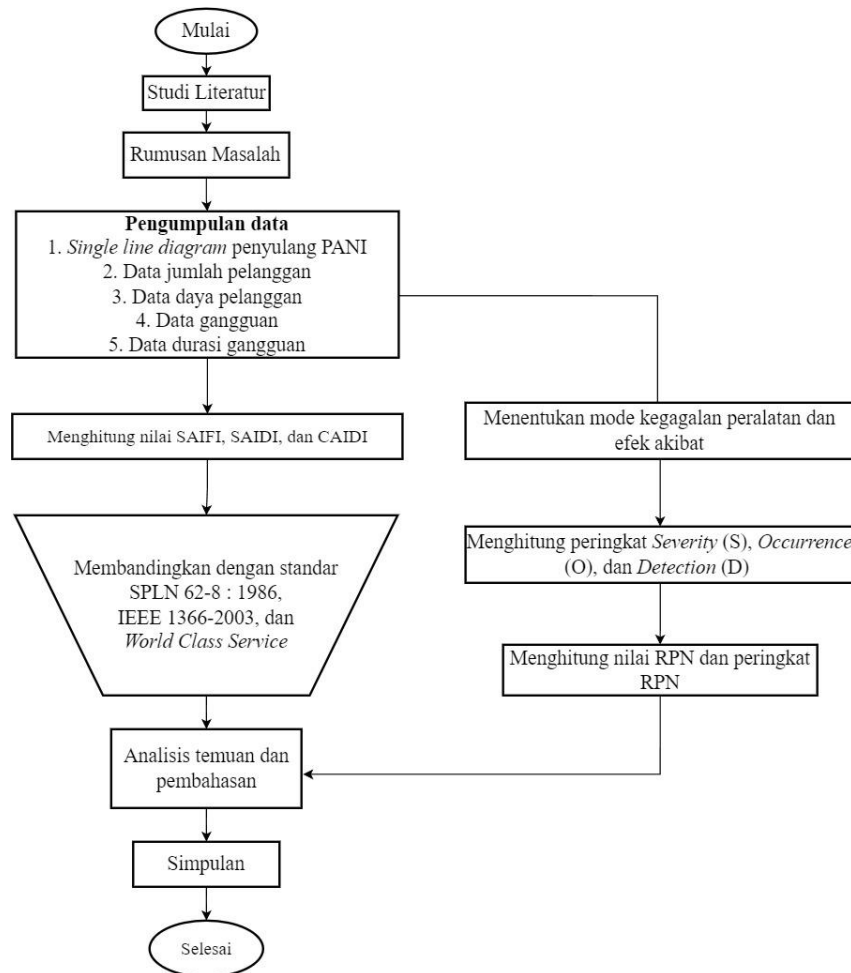 Mulai
Studi Literatur
Rumusan Masalah
Pengumpulan data
1. Single line diagram penyulang PANI
2. Data jumlah pelanggan
3. Data daya pelanggan
4. Data gangguan
5. Data durasi gangguan
Menghitung nilai SAIFI, SAIDI, dan CAIDI
Membandingkan dengan standar
SPLN 62-8 : 1986,
IEEE 1366-2003, dan
World Class Service
Menentukan mode kegagalan peralatan dan
efek akibat
Menghitung peringkat Severity (S), Occurrence
(O), dan Detection (D)
Menghitung nilai RPN dan peringkat
RPN
Analisis temuan dan
pembahasan
Simpulan
Selesai